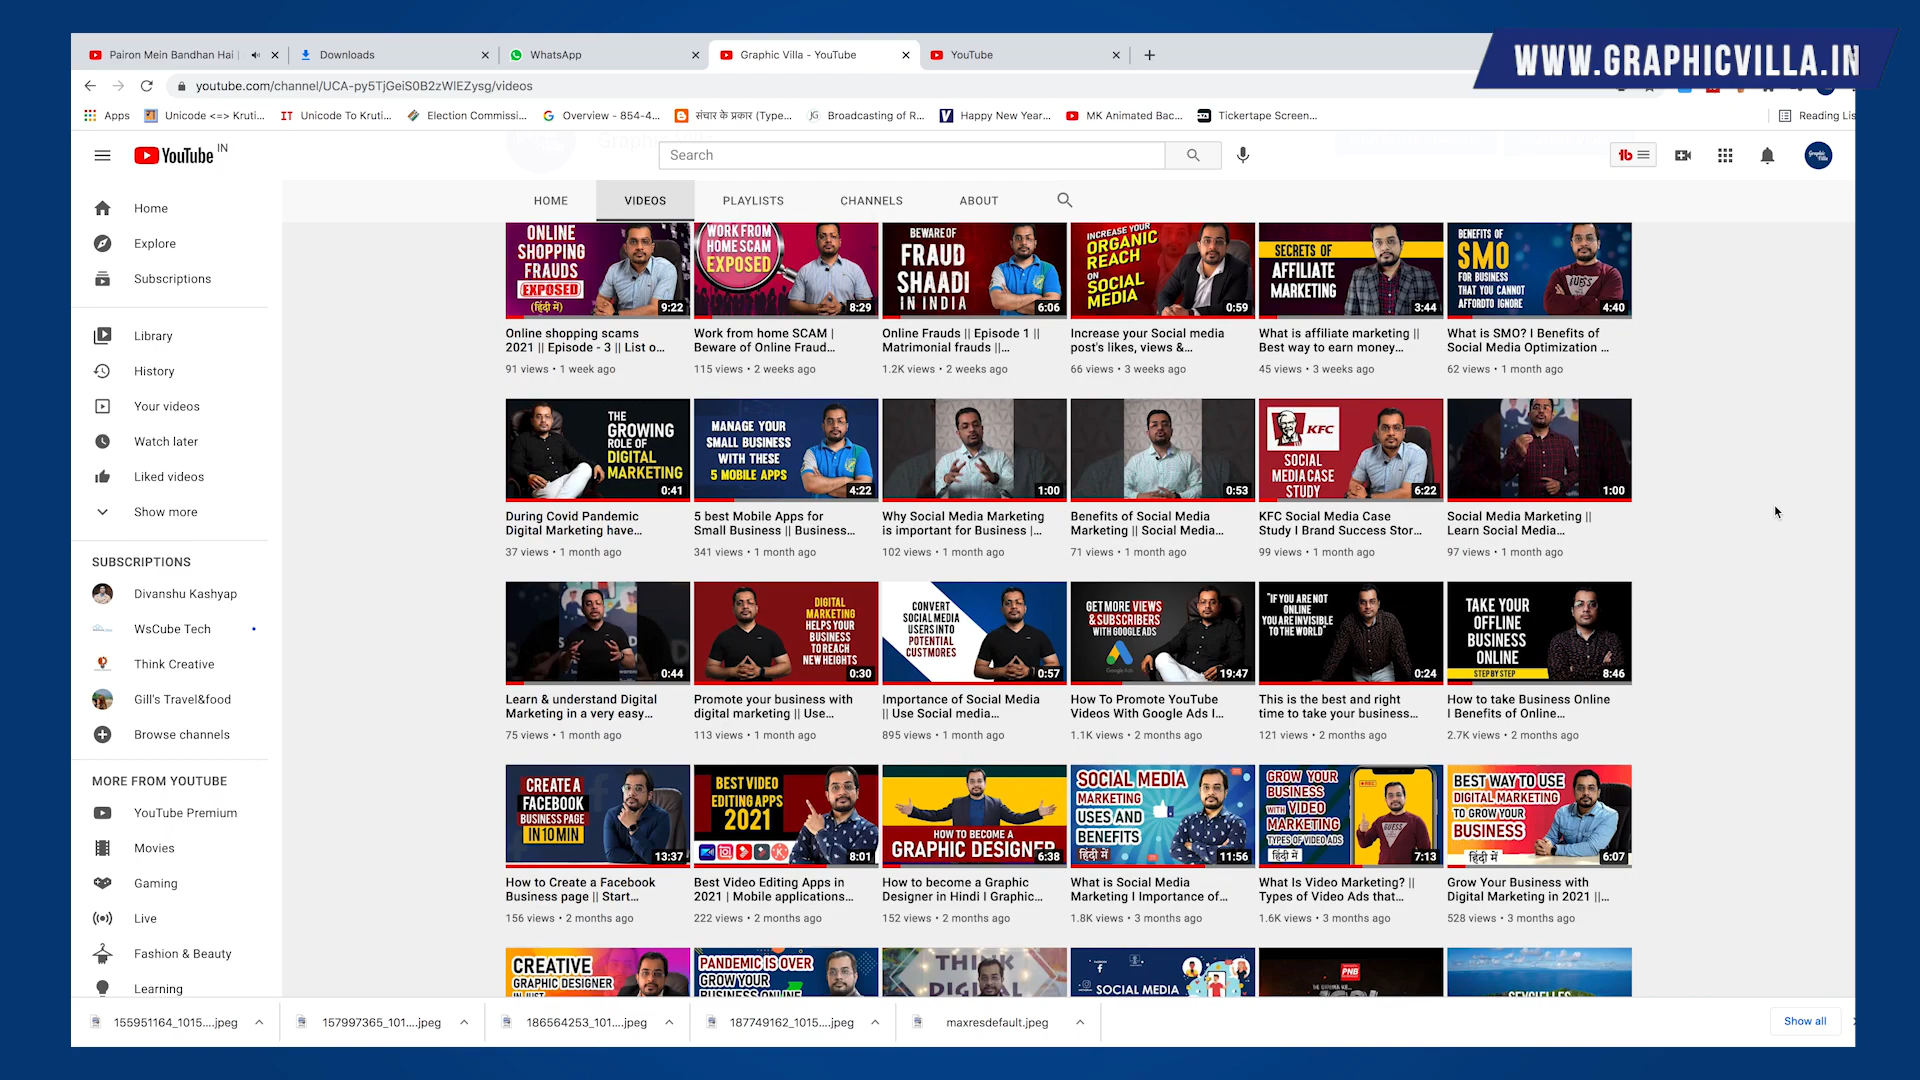 WWW.GRAPHICVILLA.IN
Pairon Mein Bandhan Hai
Downloads
WhatsApp
Graphic Villa - YouTube
YouTube
youtube.com/channel/UCA-py5TjGeiS0B2zWlEZysg/videos
Apps
Unicode <=> Kruti...
Unicode To Kruti...
Election Commissi...
Overview - 854-4...
संचार के प्रकार (Type...
Broadcasting of R...
Happy New Year...
MK Animated Bac...
Tickertape Screen...
Reading Lis
YouTube IN
Search
HOME VIDEOS PLAYLISTS CHANNELS ABOUT
Home
Explore
Subscriptions
Library
History
Your videos
Watch later
Liked videos
Show more
SUBSCRIPTIONS
Divanshu Kashyap
WsCube Tech
Think Creative
Gill's Travel&food
Browse channels
MORE FROM YOUTUBE
YouTube Premium
Movies
Gaming
Live
Fashion & Beauty
Learning
ONLINE
SHOPPING
FRAUDS
EXPOSED
(हिंदी में)
9:22
Online shopping scams
2021 || Episode - 3 || List o...
91 views • 1 week ago
WORK FROM
HOME SCAM
EXPOSED
8:29
Work from home SCAM |
Beware of Online Fraud...
115 views • 2 weeks ago
BEWARE OF
FRAUD
SHAADI
IN INDIA
6:06
Online Frauds || Episode 1 ||
Matrimonial frauds ||...
1.2K views • 2 weeks ago
INCREASE YOUR
ORGANIC
REACH
ON
SOCIAL
MEDIA
0:59
Increase your Social media
post's likes, views &...
66 views • 3 weeks ago
SECRETS OF
AFFILIATE
MARKETING
3:44
What is affiliate marketing ||
Best way to earn money...
45 views • 3 weeks ago
BENEFITS OF
SMO
FOR BUSINESS
THAT YOU CANNOT
AFFORDTO IGNORE
GUESS
4:40
What is SMO? I Benefits of
Social Media Optimization ...
62 views • 1 month ago
THE
GROWING
ROLE OF
DIGITAL
MARKETING
0:41
During Covid Pandemic
Digital Marketing have...
37 views • 1 month ago
MANAGE YOUR
SMALL BUSINESS
WITH THESE
5 MOBILE APPS
4:22
5 best Mobile Apps for
Small Business || Business...
341 views • 1 month ago
1:00
Why Social Media Marketing
is important for Business |...
102 views • 1 month ago
0:53
Benefits of Social Media
Marketing || Social Media...
71 views • 1 month ago
KFC
SOCIAL
MEDIA CASE
STUDY
6:22
KFC Social Media Case
Study I Brand Success Stor...
99 views • 1 month ago
1:00
Social Media Marketing ||
Learn Social Media...
97 views • 1 month ago
0:44
Learn & understand Digital
Marketing in a very easy...
75 views • 1 month ago
DIGITAL
MARKETING
HELPS YOUR
BUSINESS
TO REACH
NEW HEIGHTS
0:30
Promote your business with
digital marketing || Use...
113 views • 1 month ago
CONVERT
SOCIAL MEDIA
USERS INTO
POTENTIAL
CUSTMORES
0:57
Importance of Social Media
|| Use Social media...
895 views • 1 month ago
GET MORE VIEWS
& SUBSCRIBERS
WITH GOOGLE ADS
Google Ads
19:47
How To Promote YouTube
Videos With Google Ads I...
1.1K views • 2 months ago
"IF YOU ARE NOT
ONLINE
YOU ARE INVISIBLE
TO THE WORLD"
0:24
This is the best and right
time to take your business...
121 views • 2 months ago
TAKE YOUR
OFFLINE
BUSINESS
ONLINE
STEP BY STEP
8:46
How to take Business Online
I Benefits of Online...
2.7K views • 2 months ago
CREATE A
FACEBOOK
BUSINESS PAGE
IN 10 MIN
13:37
How to Create a Facebook
Business page || Start...
156 views • 2 months ago
BEST VIDEO
EDITING APPS
2021
8:01
Best Video Editing Apps in
2021 | Mobile applications...
222 views • 2 months ago
HOW TO BECOME A
GRAPHIC DESIGNER
6:38
How to become a Graphic
Designer in Hindi I Graphic...
152 views • 2 months ago
SOCIAL MEDIA
MARKETING
USES AND
BENEFITS
हिंदी में
11:56
What is Social Media
Marketing I Importance of...
1.8K views • 3 months ago
GROW YOUR
BUSINESS
WITH VIDEO
MARKETING
TYPES OF VIDEO ADS
हिंदी में
GUESS
7:13
What Is Video Marketing? ||
Types of Video Ads that...
1.6K views • 3 months ago
BEST WAY TO USE
DIGITAL MARKETING
TO GROW YOUR
BUSINESS
हिंदी में
6:07
Grow Your Business with
Digital Marketing in 2021 ||...
528 views • 3 months ago
CREATIVE
GRAPHIC DESIGNER
IN JUST
PANDEMIC IS OVER
GROW YOUR
BUSINESS ONLINE
THINK
DIGITAL
SOCIAL MEDIA
PNB
SEYCHELLES
155951164_1015....jpeg
157997365_101....jpeg
186564253_101....jpeg
187749162_1015....jpeg
maxresdefault.jpeg
Show all